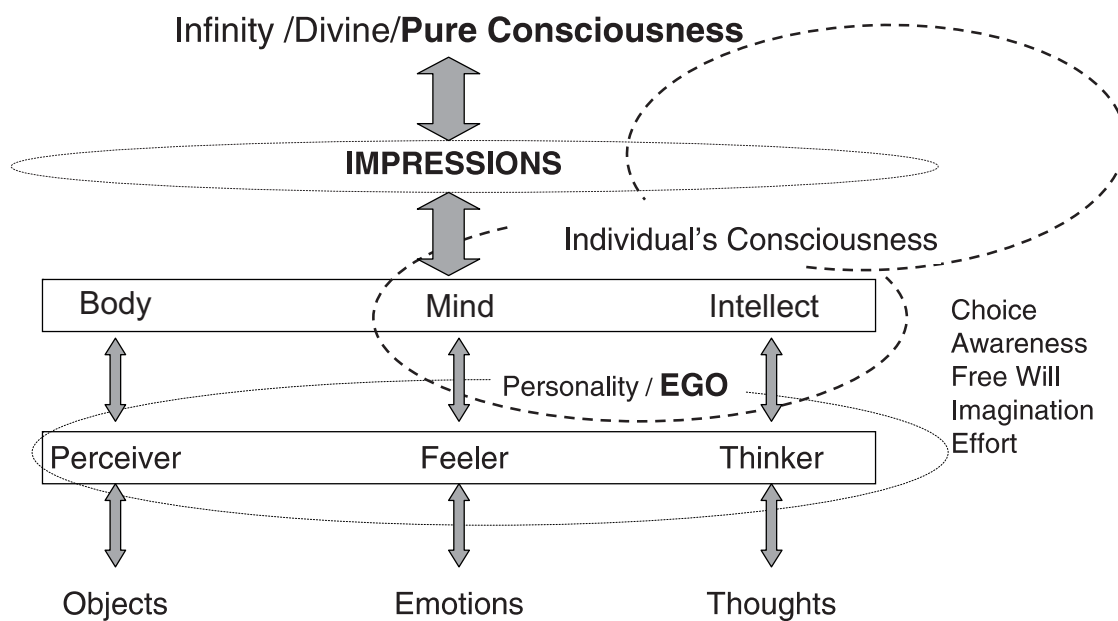 Infinity /Divine/Pure Consciousness
IMPRESSIONS
Individual's Consciousness
Body Mind Intellect
Choice
Awareness
Free Will
Imagination
Effort
Personality / EGO
Perceiver Feeler Thinker
Objects Emotions Thoughts